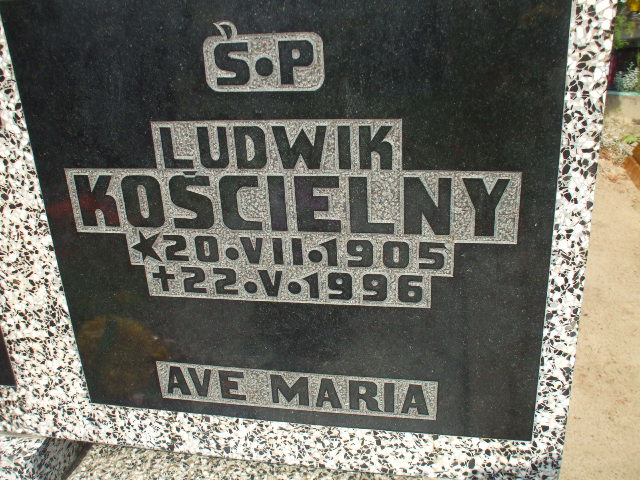 Ś•P
LUDWIK
KOŚCIELNY
★20•VII•1905
✝22•V•1996
AVE MARIA